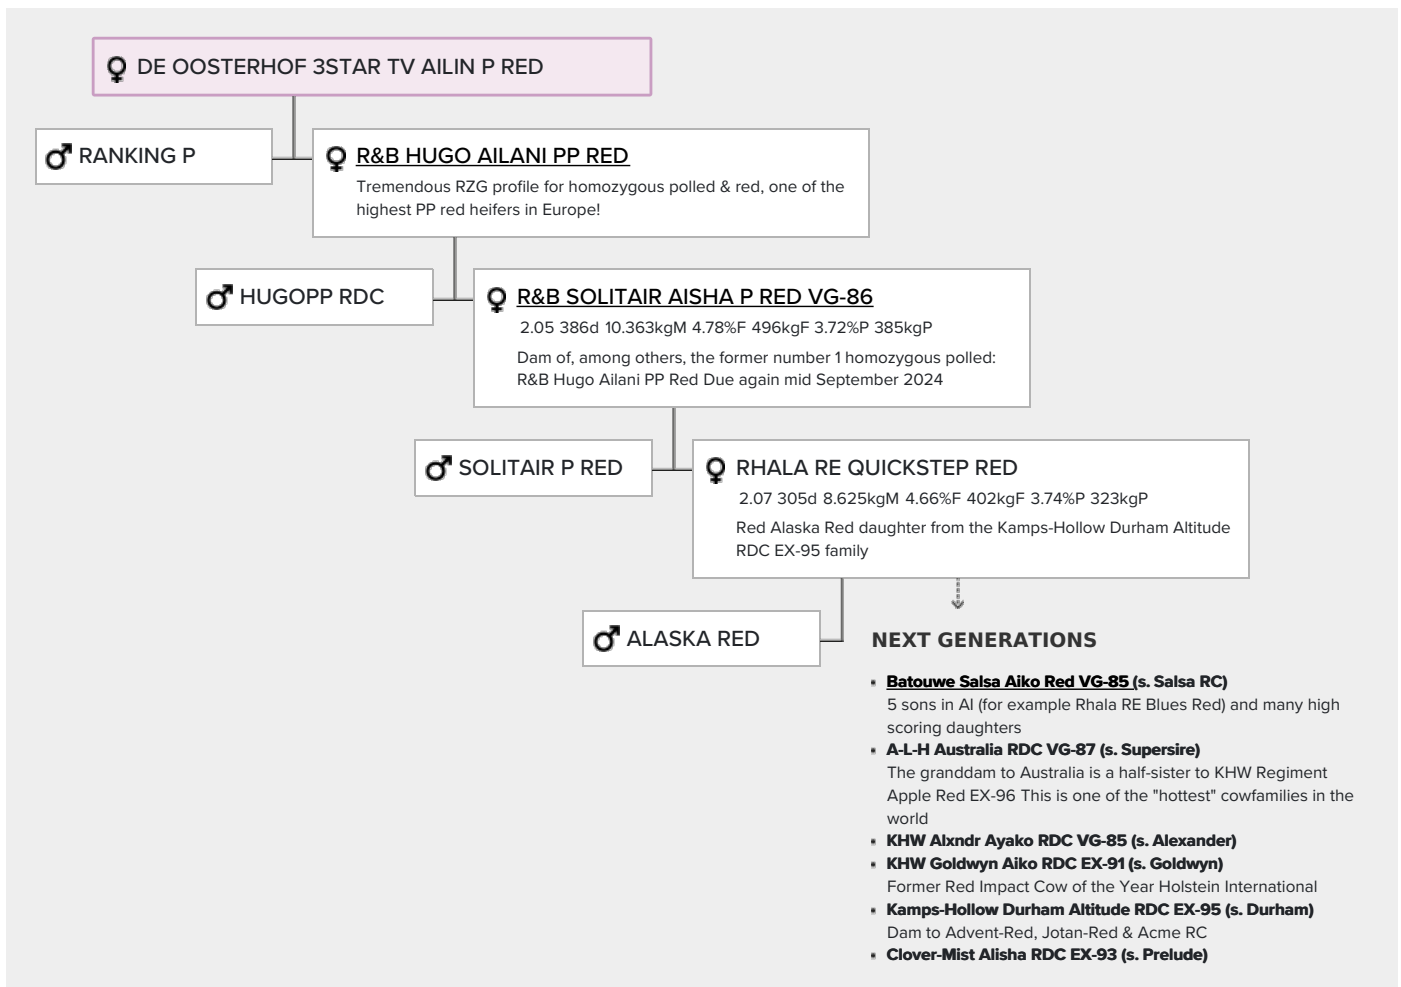 DE OOSTERHOF 3STAR TV AILIN P RED
RANKING P
R&B HUGO AILANI PP RED
Tremendous RZG profile for homozygous polled & red, one of the
highest PP red heifers in Europe!
HUGOPP RDC
R&B SOLITAIR AISHA P RED VG-86
2.05 386d 10.363kgM 4.78%F 496kgF 3.72%P 385kgP
Dam of, among others, the former number 1 homozygous polled:
R&B Hugo Ailani PP Red Due again mid September 2024
SOLITAIR P RED
RHALA RE QUICKSTEP RED
2.07 305d 8.625kgM 4.66%F 402kgF 3.74%P 323kgP
Red Alaska Red daughter from the Kamps-Hollow Durham Altitude
RDC EX-95 family
ALASKA RED
NEXT GENERATIONS
Batouwe Salsa Aiko Red VG-85 (s. Salsa RC)
5 sons in AI (for example Rhala RE Blues Red) and many high
scoring daughters
A-L-H Australia RDC VG-87 (s. Supersire)
The granddam to Australia is a half-sister to KHW Regiment
Apple Red EX-96 This is one of the "hottest" cowfamilies in the
world
KHW Alxndr Ayako RDC VG-85 (s. Alexander)
KHW Goldwyn Aiko RDC EX-91 (s. Goldwyn)
Former Red Impact Cow of the Year Holstein International
Kamps-Hollow Durham Altitude RDC EX-95 (s. Durham)
Dam to Advent-Red, Jotan-Red & Acme RC
Clover-Mist Alisha RDC EX-93 (s. Prelude)